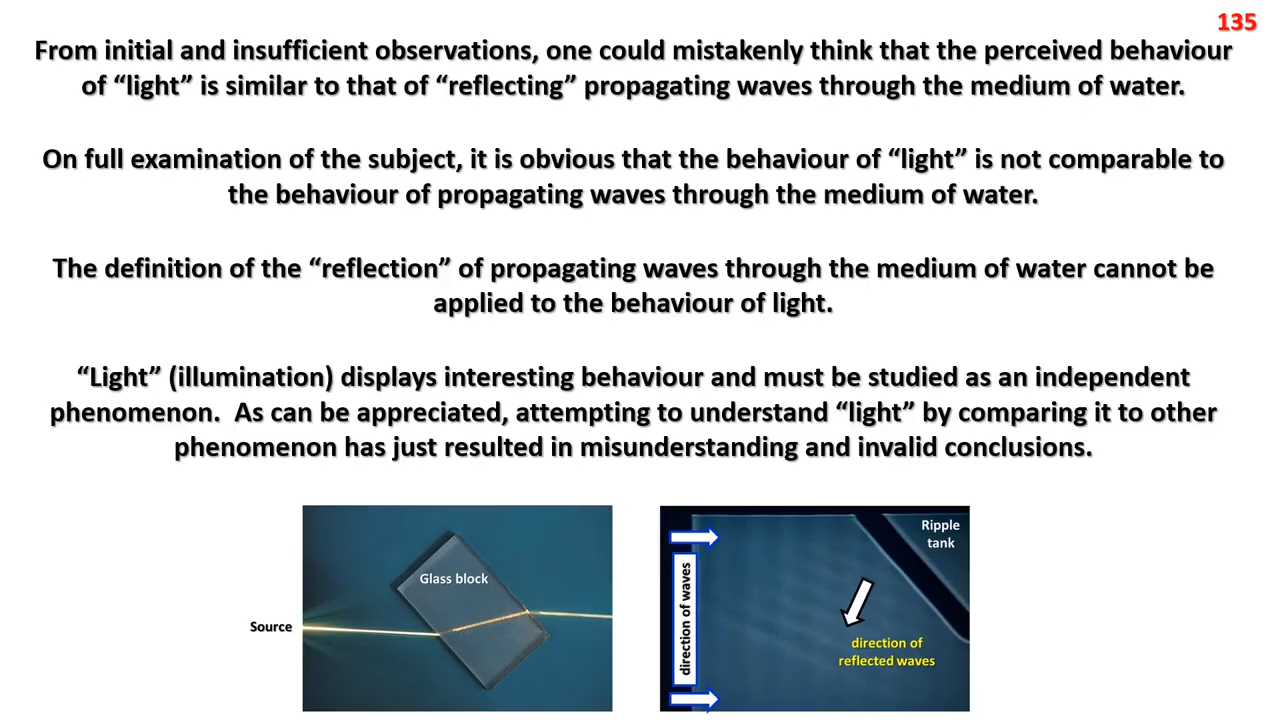 135
From initial and insufficient observations, one could mistakenly think that the perceived behaviour
of “light” is similar to that of “reflecting” propagating waves through the medium of water.
On full examination of the subject, it is obvious that the behaviour of “light” is not comparable to
the behaviour of propagating waves through the medium of water.
The definition of the “reflection” of propagating waves through the medium of water cannot be
applied to the behaviour of light.
“Light” (illumination) displays interesting behaviour and must be studied as an independent
phenomenon.  As can be appreciated, attempting to understand “light” by comparing it to other
phenomenon has just resulted in misunderstanding and invalid conclusions.
Source
Glass block
direction of waves
Ripple
tank
direction of
reflected waves